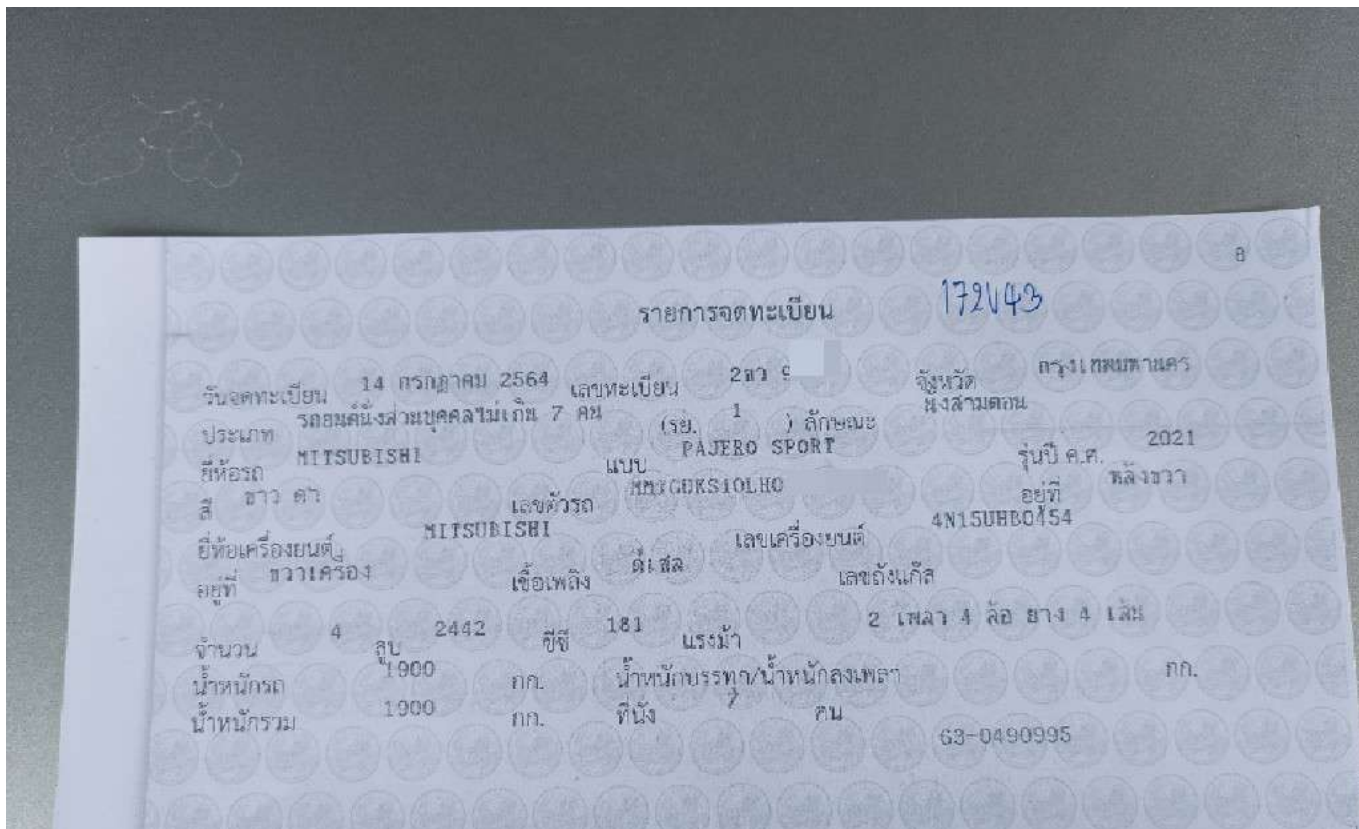 8
รายการจดทะเบียน 172V43
วันจดทะเบียน 14 กรกฎาคม 2564 เลขทะเบียน 2ขว 9 จังหวัด กรุงเทพมหานคร
ประเภท รถยนต์นั่งส่วนบุคคลไม่เกิน 7 คน (รย. 1 ) ลักษณะ นั่งสามตอน
ยี่ห้อรถ MITSUBISHI แบบ PAJERO SPORT รุ่นปี ค.ศ. 2021
สี ขาว ดำ เลขตัวรถ อยู่ที่ หลังขวา
ยี่ห้อเครื่องยนต์ MITSUBISHI เลขเครื่องยนต์ 4N15UHB0454
อยู่ที่ ขวาเครื่อง เชื้อเพลิง ดีเซล เลขถังแก๊ส
จำนวน 4 สูบ 2442 ซีซี 181 แรงม้า 2 เพลา 4 ล้อ ยาง 4 เส้น
น้ำหนักรถ 1900 กก. น้ำหนักบรรทุก/น้ำหนักลงเพลา กก.
น้ำหนักรวม 1900 กก. ที่นั่ง 7 คน
63-0490995